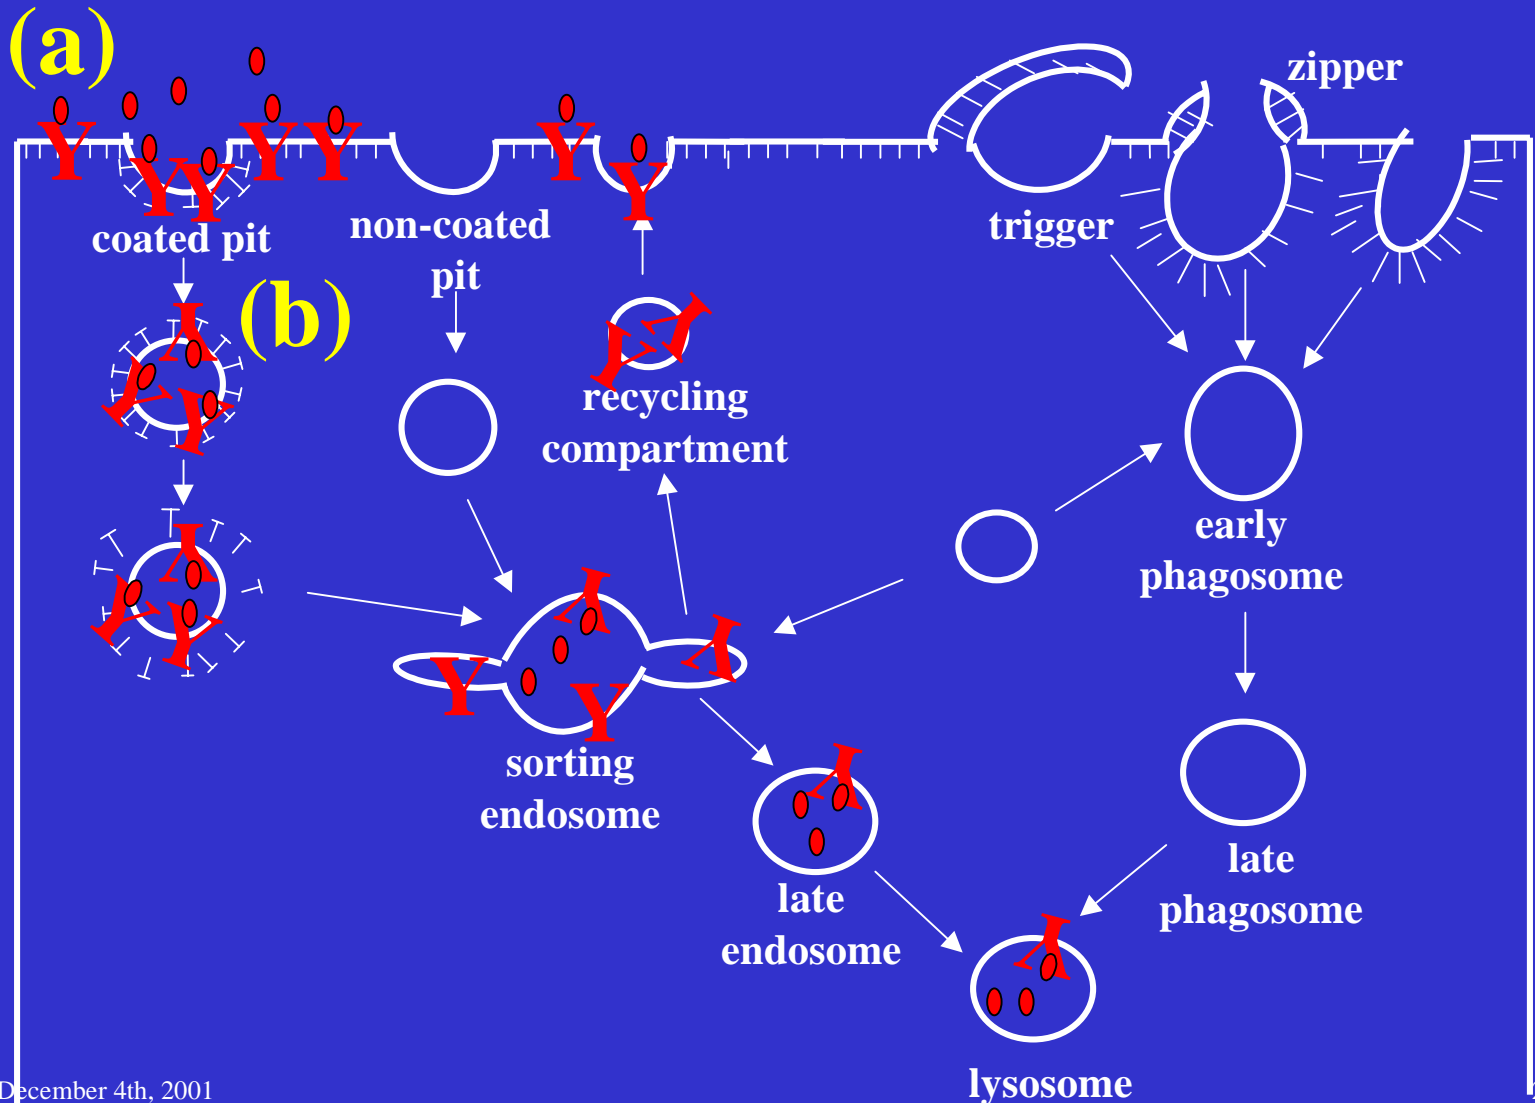 (a)
zipper
coated pit
non-coated
pit
trigger
(b)
recycling
compartment
early
phagosome
sorting
endosome
late
endosome
late
phagosome
lysosome
December 4th, 2001